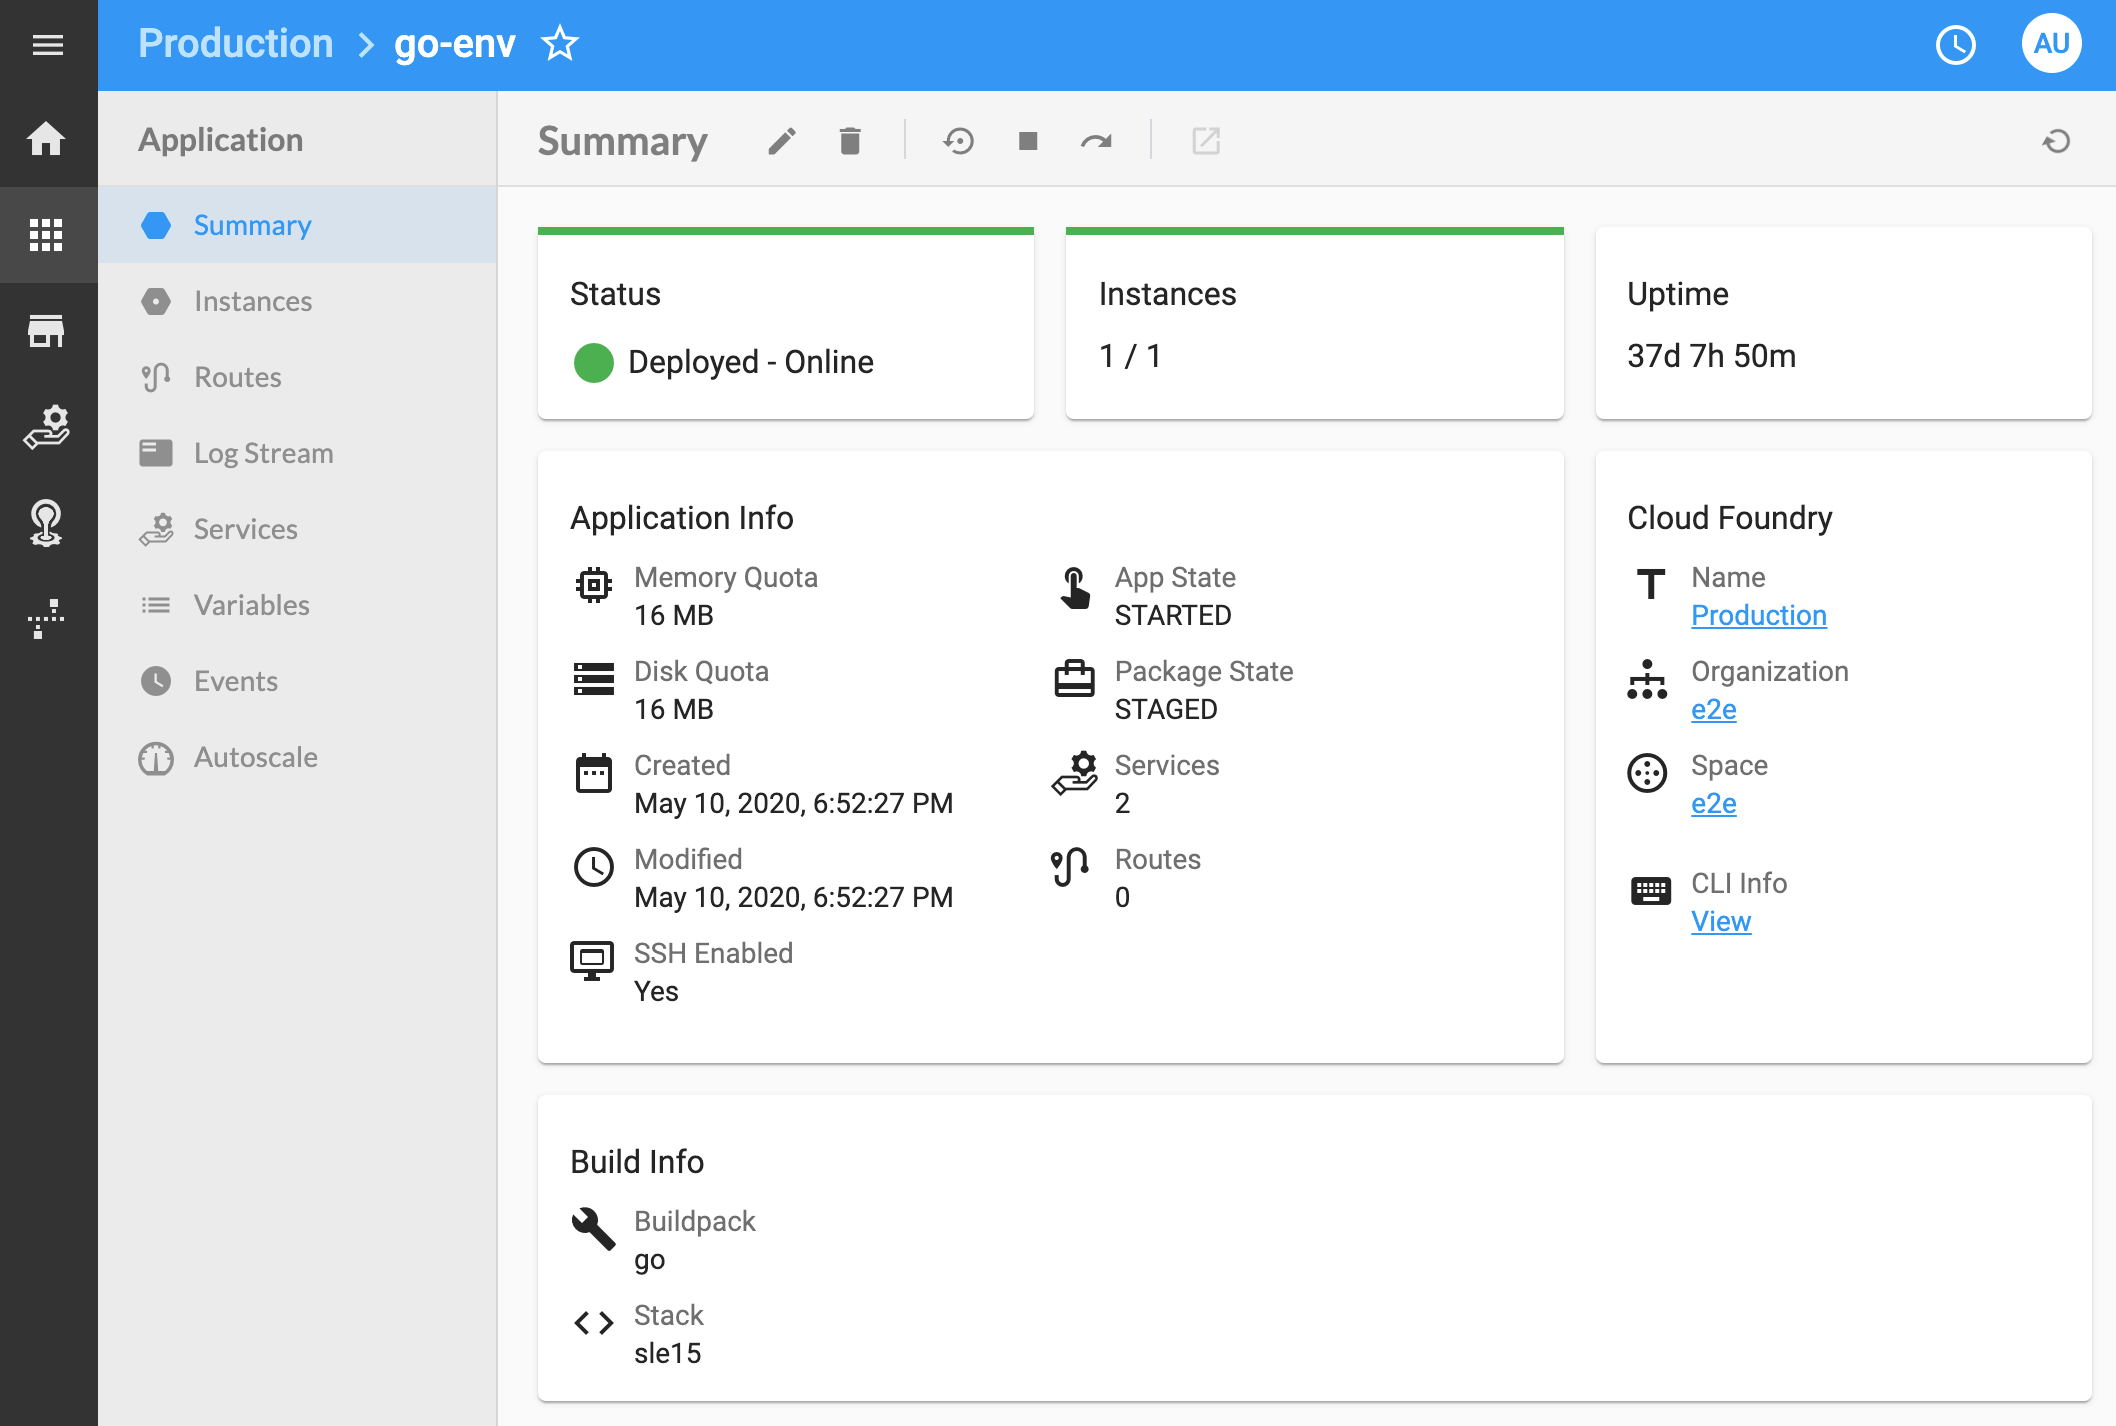 Production > go-env
AU
Application
Summary
Instances
Routes
Log Stream
Services
Variables
Events
Autoscale
Summary
Status
Deployed - Online
Instances
1 / 1
Uptime
37d 7h 50m
Application Info
Memory Quota
16 MB
Disk Quota
16 MB
Created
May 10, 2020, 6:52:27 PM
Modified
May 10, 2020, 6:52:27 PM
SSH Enabled
Yes
App State
STARTED
Package State
STAGED
Services
2
Routes
0
Cloud Foundry
Name
Production
Organization
e2e
Space
e2e
CLI Info
View
Build Info
Buildpack
go
Stack
sle15